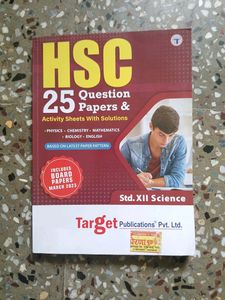 HSC
25 Question
Papers &
Activity Sheets With Solutions
• PHYSICS • CHEMISTRY • MATHEMATICS
• BIOLOGY • ENGLISH
BASED ON LATEST PAPER PATTERN
INCLUDES
BOARD
PAPERS
MARCH 2023
Std. XII Science
Target Publications® Pvt. Ltd.